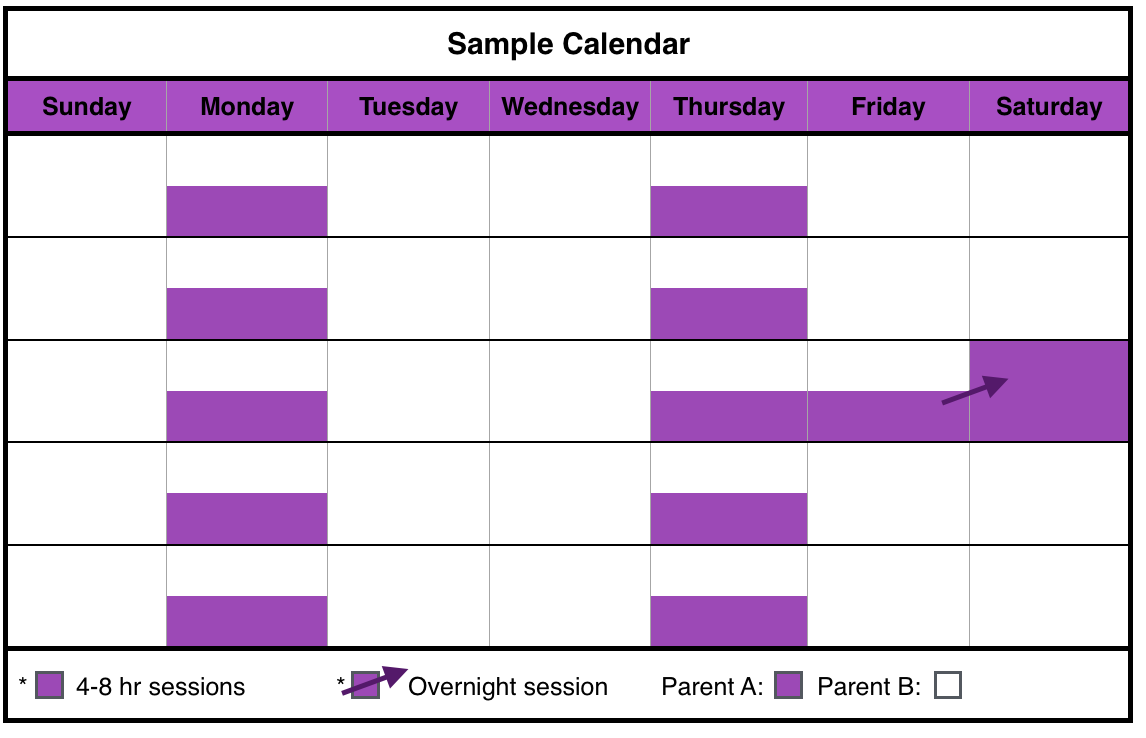 Sample Calendar
Sunday Monday Tuesday Wednesday Thursday Friday Saturday
* 4-8 hr sessions * Overnight session Parent A: Parent B: